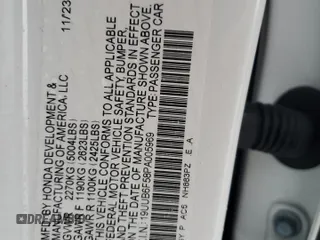 MFD BY HONDA DEVELOPMENT & 11/23
MANUFACTURING OF AMERICA, LLC
GVWR 2270KG (5004LBS)
GAWR F 1190KG (2623LBS)
GAWR R 1100KG (2425LBS)
THIS VEHICLE CONFORMS TO ALL APPLICABLE
FEDERAL MOTOR VEHICLE SAFETY, BUMPER,
AND THEFT PREVENTION STANDARDS IN EFFECT
ON THE DATE OF MANUFACTURE SHOWN ABOVE.
V.I.N. 19UUB6F58PA003969 TYPE:PASSENGER CAR
NH883PZ E A